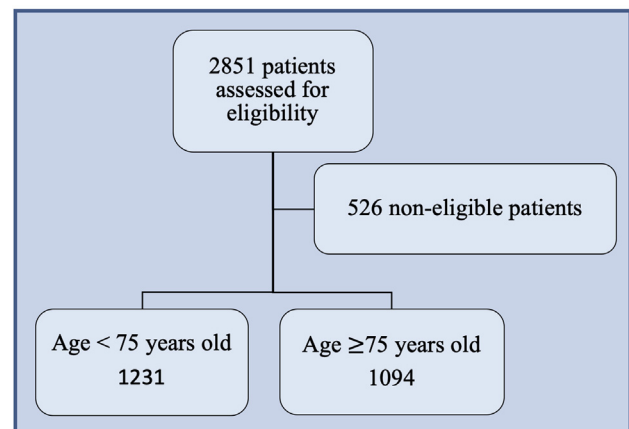 2851 patients
assessed for
eligibility
526 non-eligible patients
Age < 75 years old
1231
Age ≥75 years old
1094